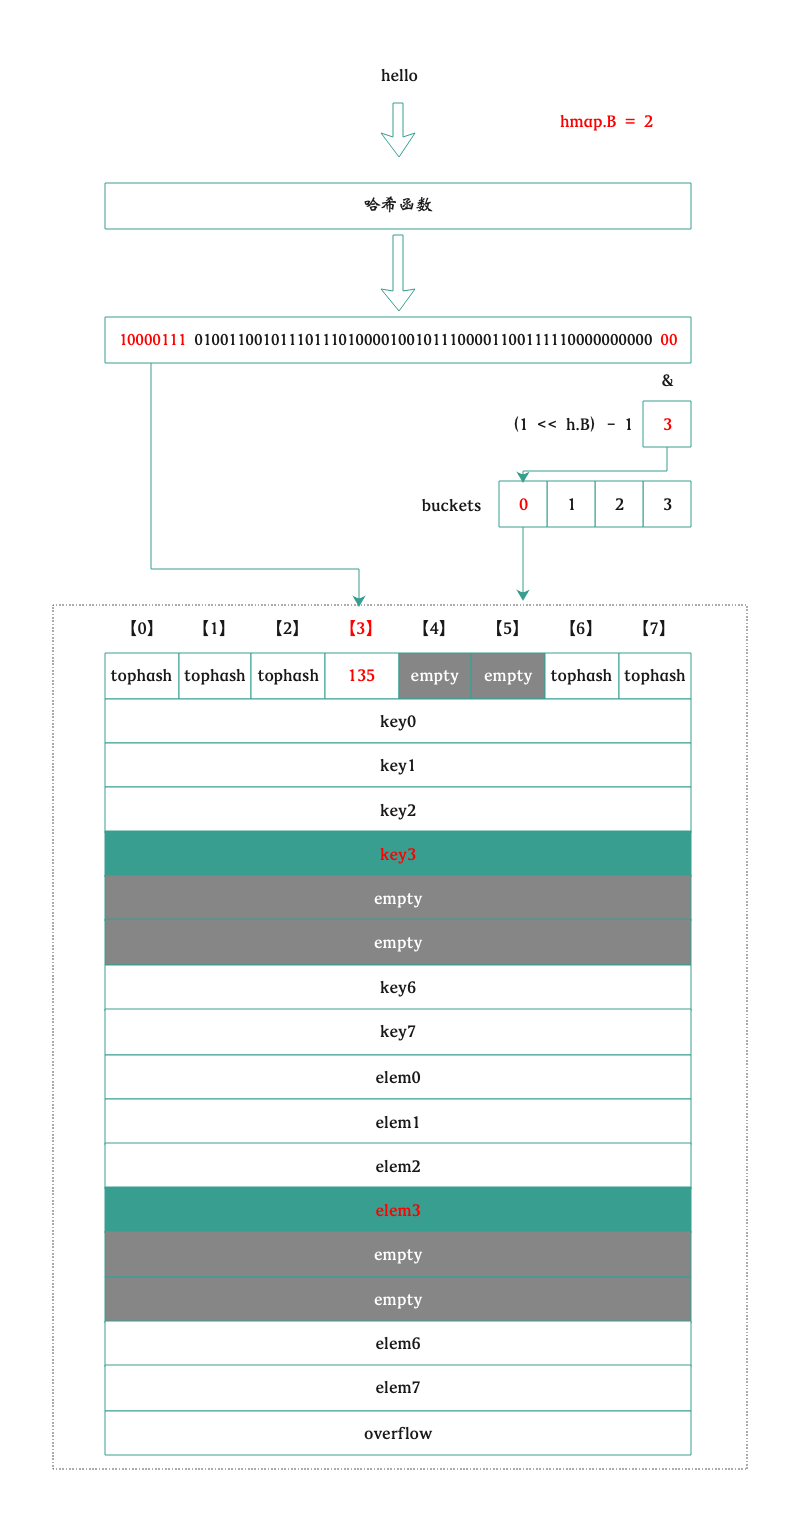 hello
hmap.B = 2
哈希函数
10000111 010011001011101110100001001011100001100111110000000000 00
&
(1 << h.B) - 1 3
buckets 0 1 2 3
【0】 【1】 【2】 【3】 【4】 【5】 【6】 【7】
tophash tophash tophash 135 empty empty tophash tophash
key0
key1
key2
key3
empty
empty
key6
key7
elem0
elem1
elem2
elem3
empty
empty
elem6
elem7
overflow